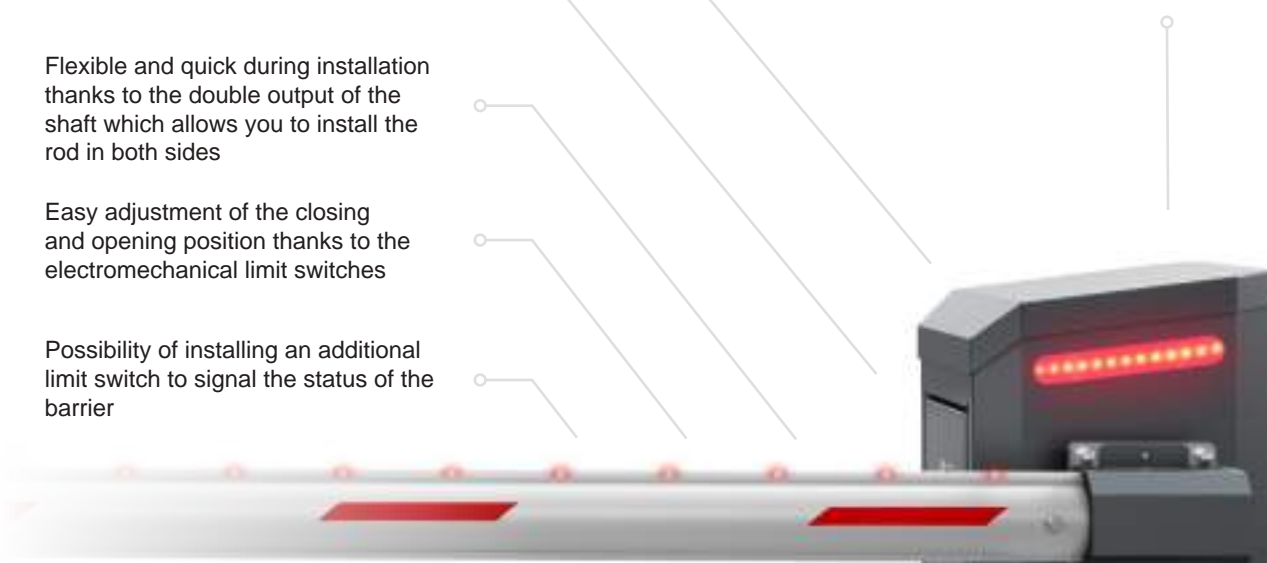 Flexible and quick during installation
thanks to the double output of the
shaft which allows you to install the
rod in both sides
Easy adjustment of the closing
and opening position thanks to the
electromechanical limit switches
Possibility of installing an additional
limit switch to signal the status of the
barrier